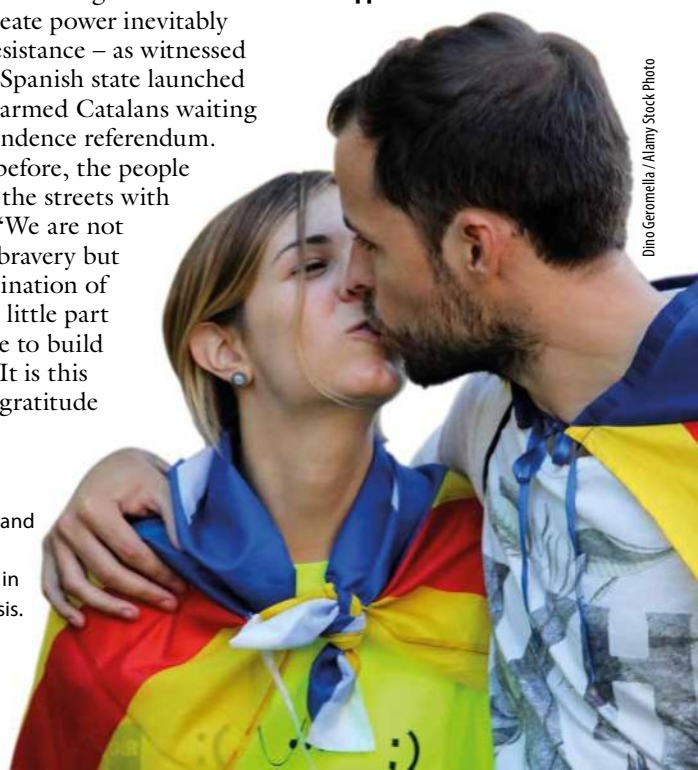 eate power inevitably
esistance – as witnessed
Spanish state launched
armed Catalans waiting
ndence referendum.
before, the people
the streets with
‘We are not
bravery but
ination of
little part
e to build
It is this
gratitude
and
in
sis.
Dino Geromella / Alamy Stock Photo
:( :)